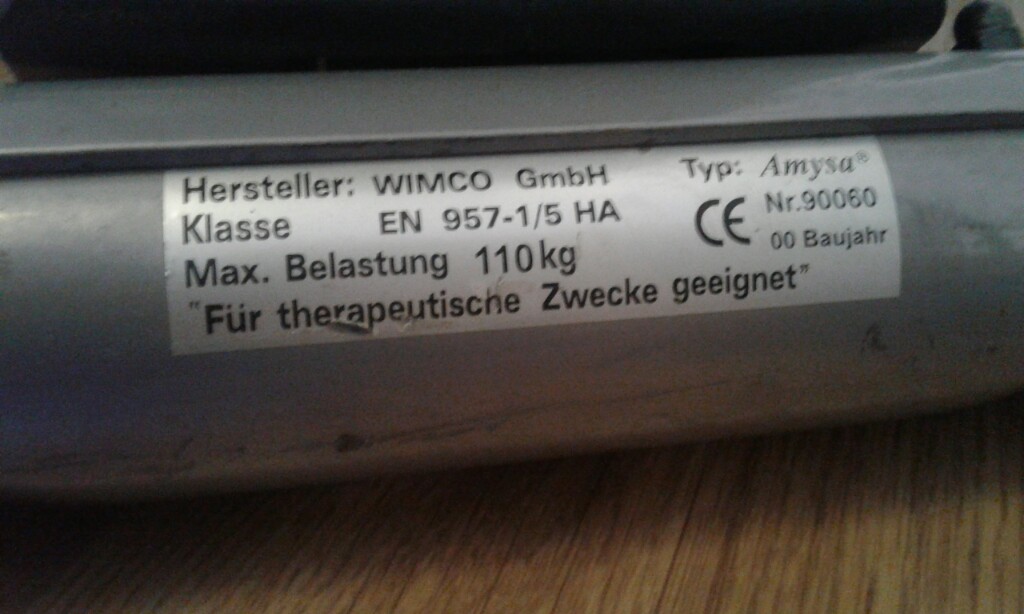 Hersteller: WIMCO GmbH Typ: Amysa®
Klasse EN 957-1/5 HA CE Nr.90060
Max. Belastung 110kg 00 Baujahr
"Für therapeutische Zwecke geeignet"